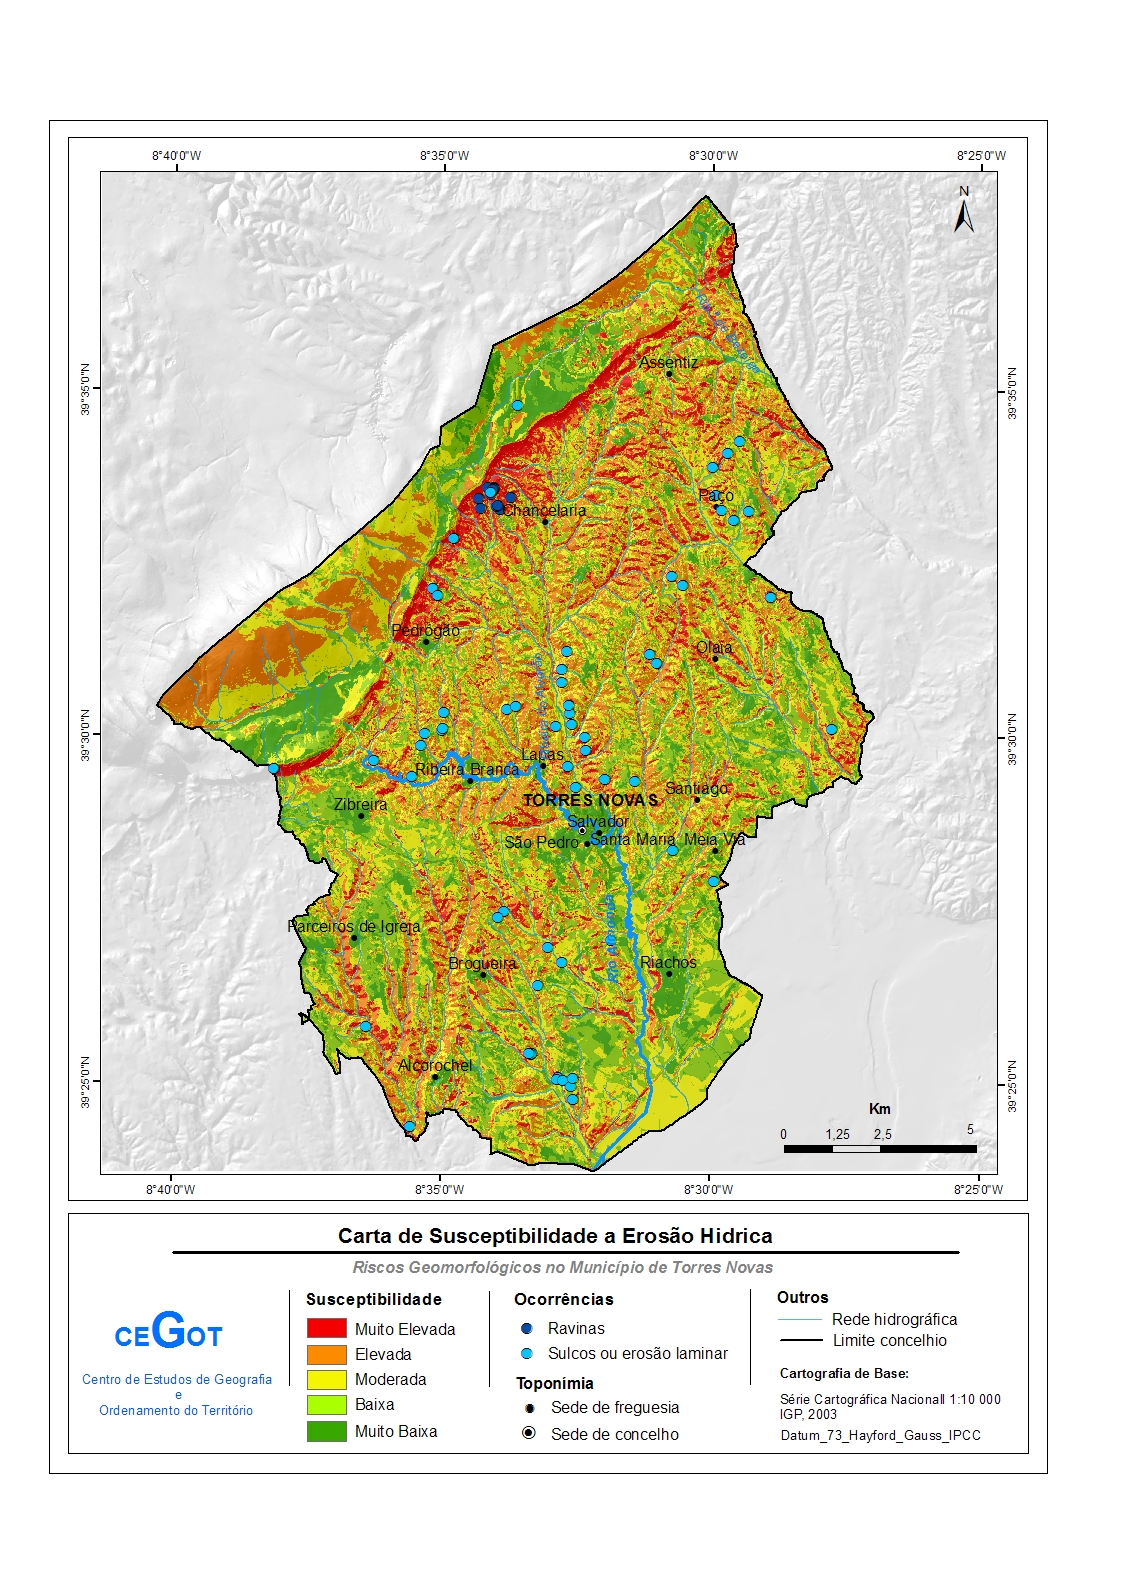 8°40'0"W 8°35'0"W 8°30'0"W 8°25'0"W
N
39°35'0"N 39°35'0"N
Assentiz
Paço
Chancelaria
Pedrógão
Olaia
39°30'0"N 39°30'0"N
Lapas
Ribeira Branca
Santiago
TORRES NOVAS
Zibreira
Salvador
São Pedro Santa Maria Meia Via
Rio Almonda
Parceiros de Igreja
Brogueira
Riachos
Alcorochel
39°25'0"N 39°25'0"N
Km
0 1,25 2,5 5
8°40'0"W 8°35'0"W 8°30'0"W 8°25'0"W
Carta de Susceptibilidade a Erosão Hidrica
Riscos Geomorfológicos no Município de Torres Novas
CEGOT
Centro de Estudos de Geografia
e
Ordenamento do Território
Susceptibilidade
Muito Elevada
Elevada
Moderada
Baixa
Muito Baixa
Ocorrências
Ravinas
Sulcos ou erosão laminar
Toponímia
Sede de freguesia
Sede de concelho
Outros
Rede hidrográfica
Limite concelho
Cartografia de Base:
Série Cartográfica Nacionall 1:10 000
IGP, 2003
Datum_73_Hayford_Gauss_IPCC